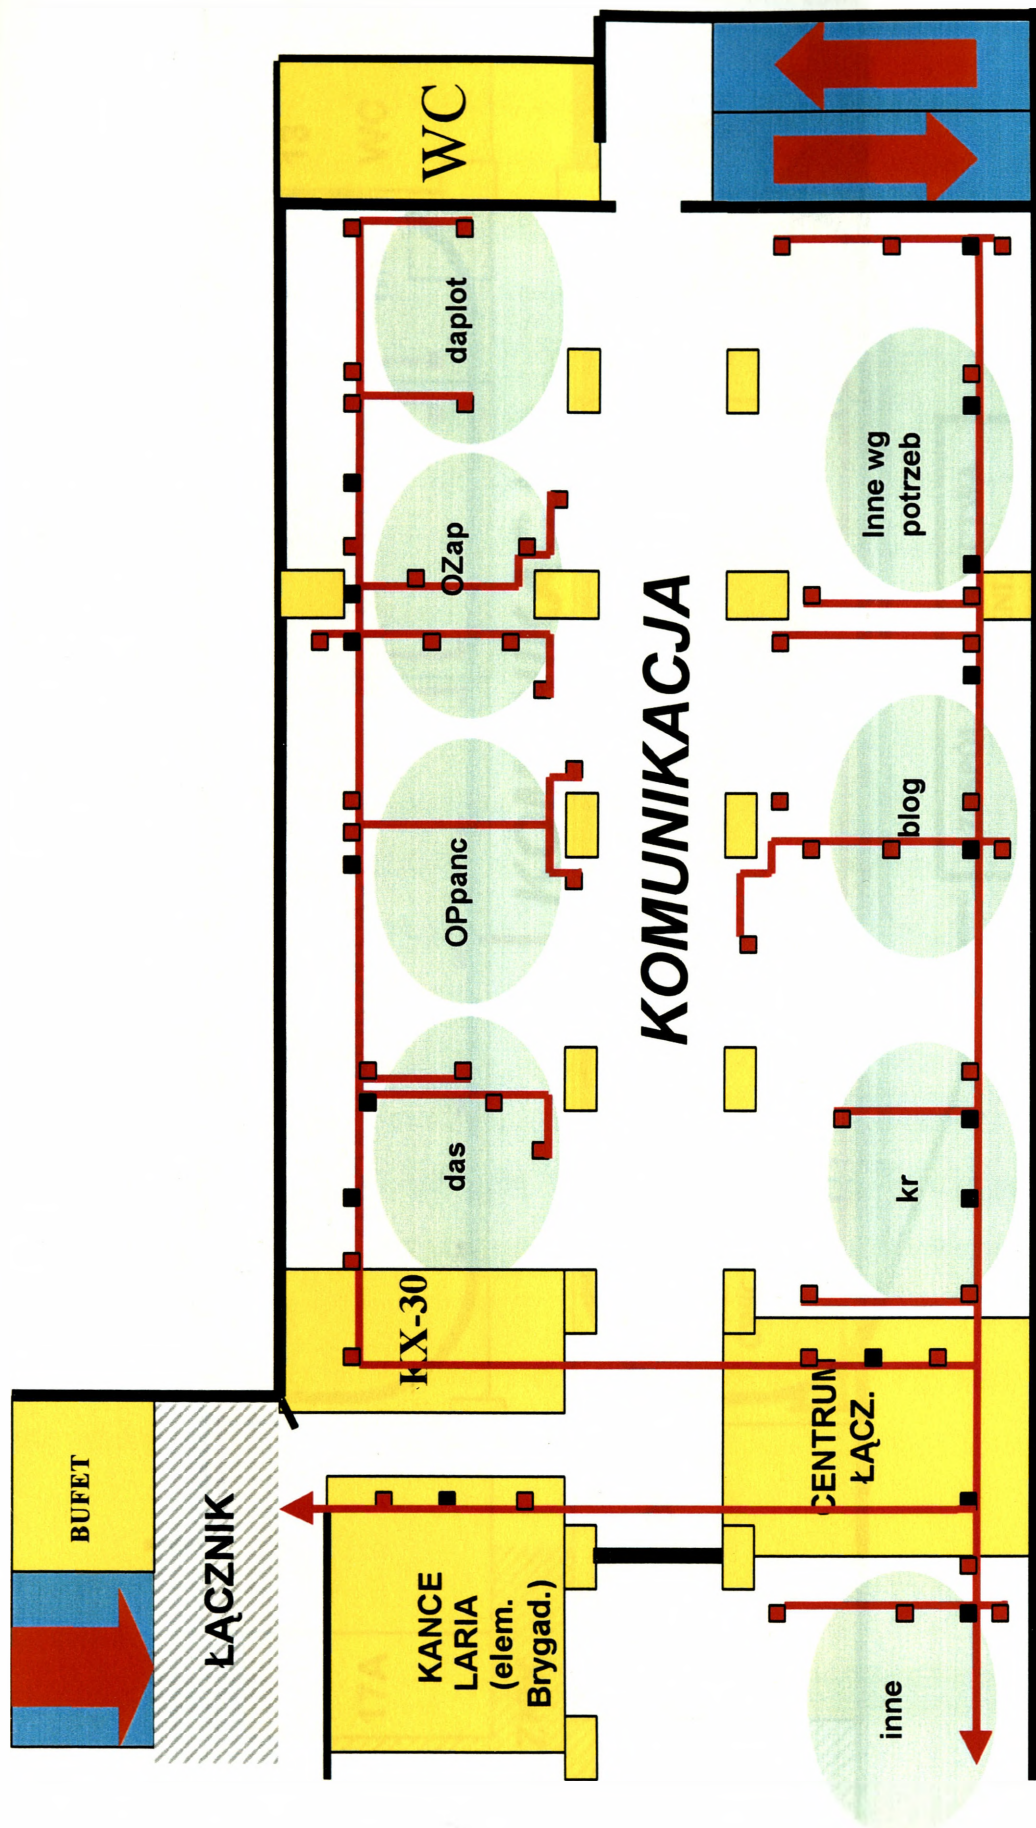 WC
daplot
OZap
OPpanc
das
KX-30
KOMUNIKACJA
Inne wg
potrzeb
blog
kr
CENTRUM
ŁĄCZ.
BUFET
ŁĄCZNIK
KANCE
LARIA
(elem.
Brygad.)
inne
17A